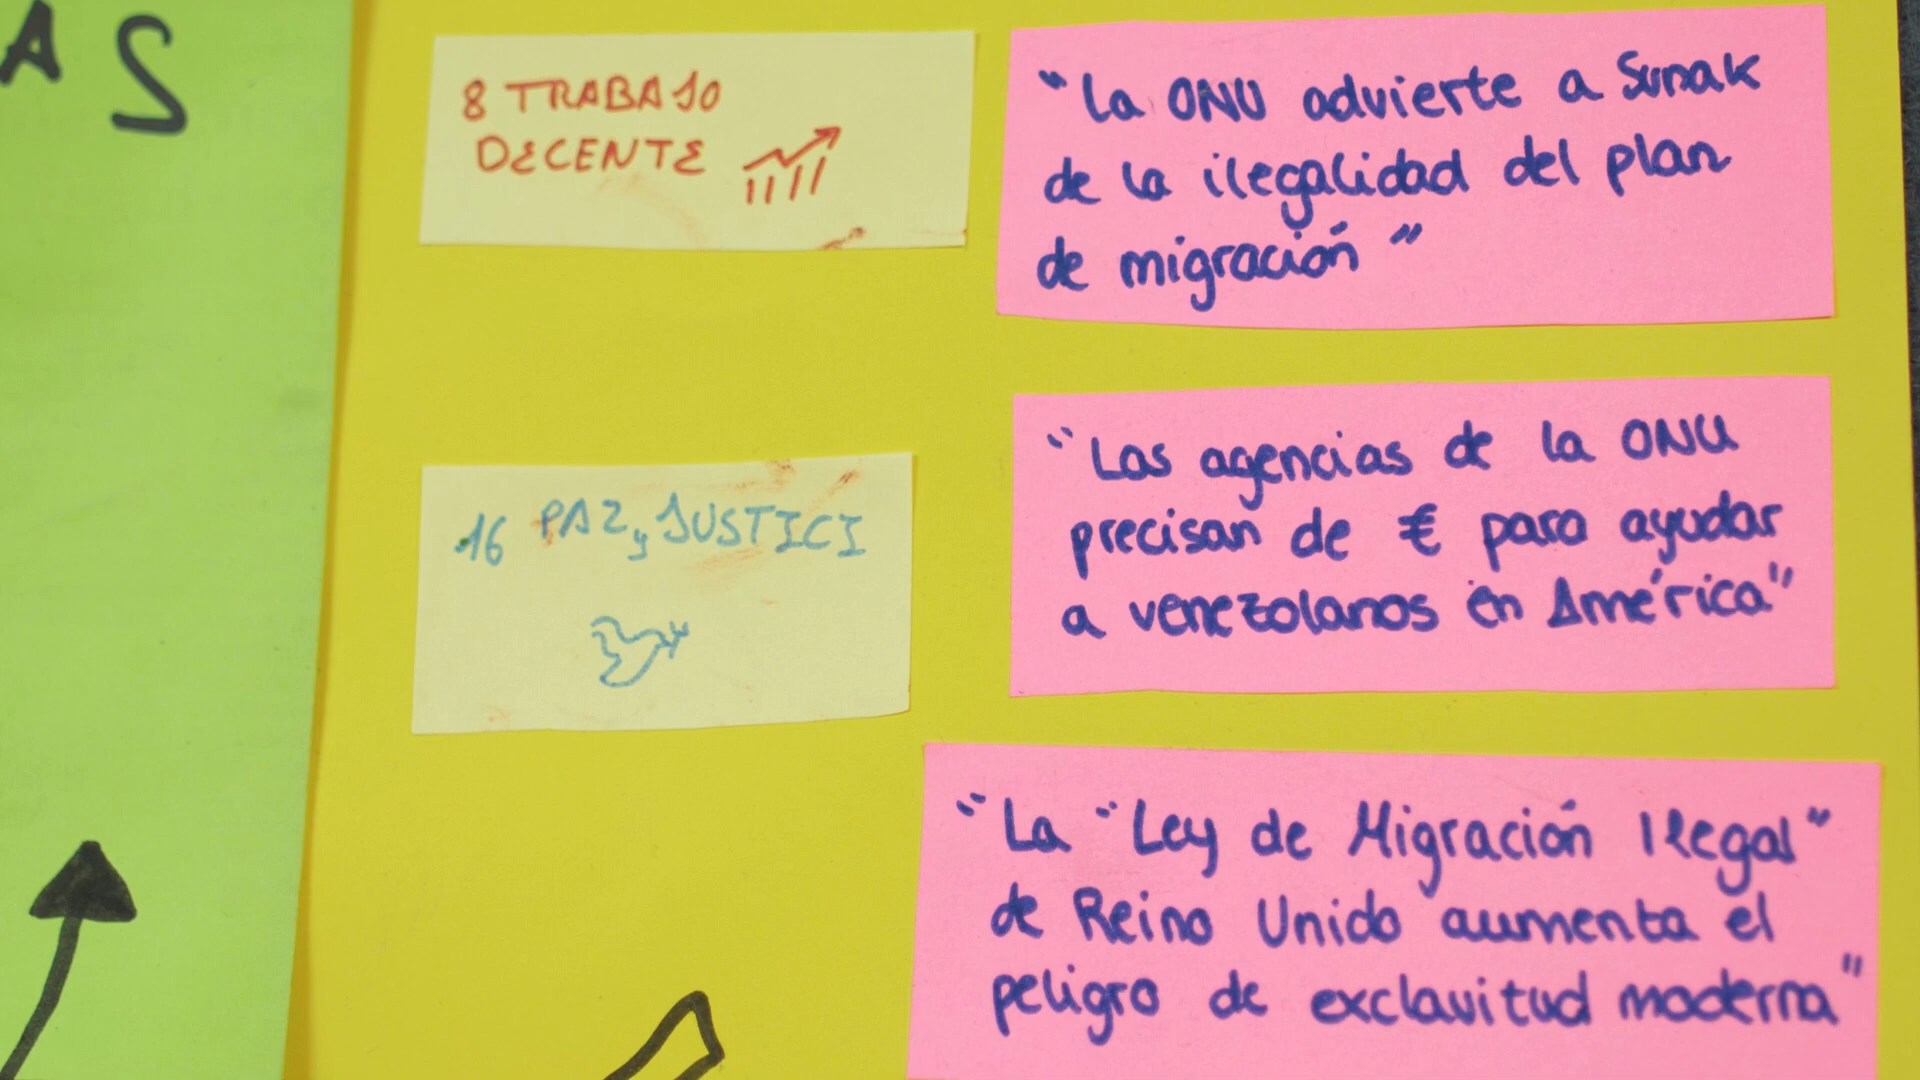 AS
8 TRABAJO
DECENTE
"La ONU advierte a Sunak
de la ilegalidad del plan
de migración"
16 PAZ y JUSTICI
"Las agencias de la ONU
precisan de € para ayudar
a venezolanos en América"
"La "Ley de Migración Ilegal"
de Reino Unido aumenta el
peligro de exclavitud moderna"